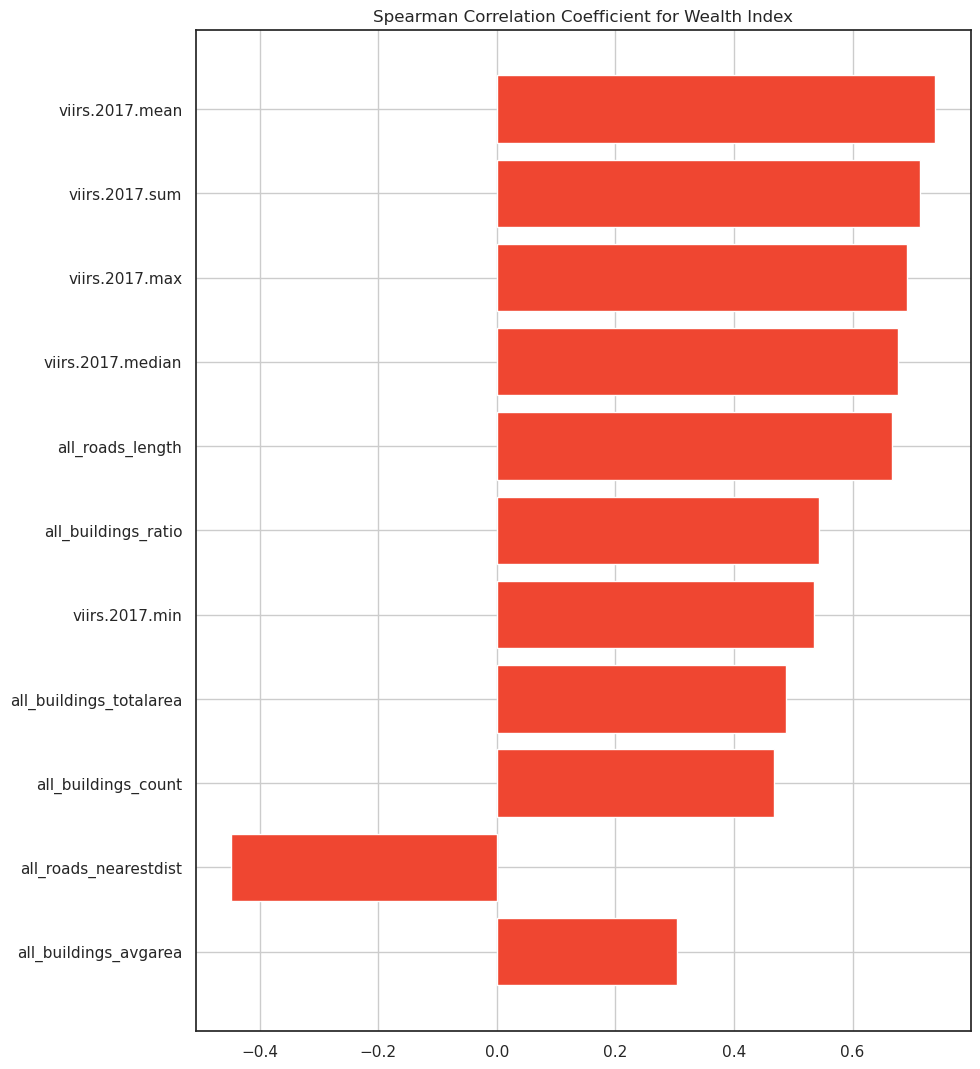 Spearman Correlation Coefficient for Wealth Index
viirs.2017.mean
viirs.2017.sum
viirs.2017.max
viirs.2017.median
all_roads_length
all_buildings_ratio
viirs.2017.min
all_buildings_totalarea
all_buildings_count
all_roads_nearestdist
all_buildings_avgarea
−0.4 −0.2 0.0 0.2 0.4 0.6